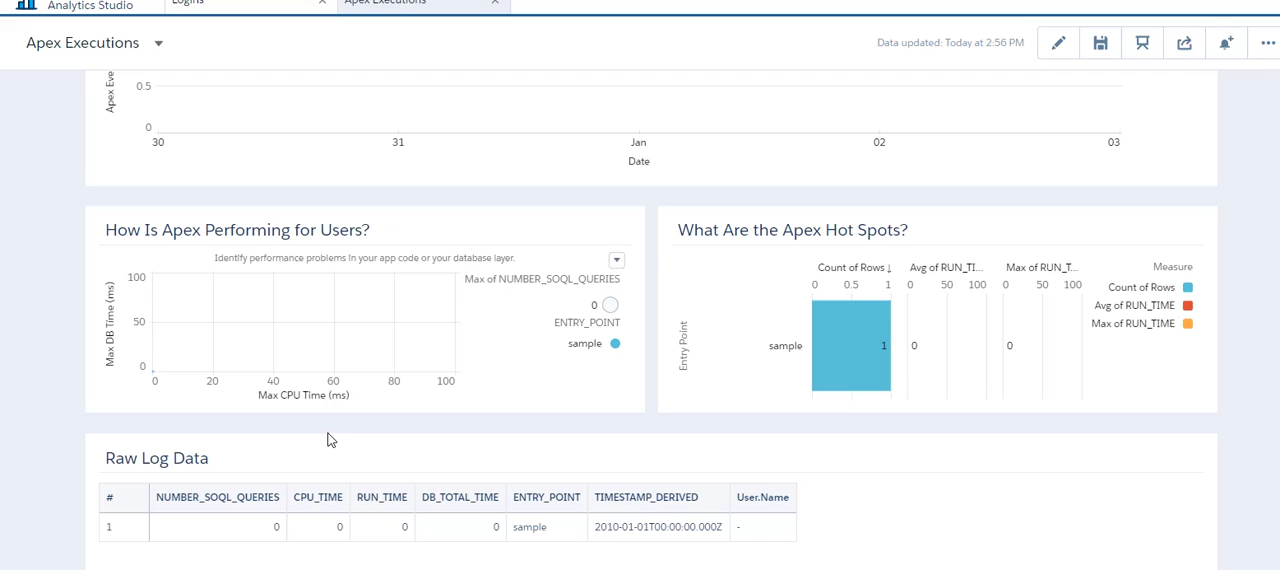 Analytics Studio
Logins
Apex Executions
Apex Executions
Data updated: Today at 2:56 PM
Apex Eve
0.5
0
30 31 Jan 02 03
Date
How Is Apex Performing for Users?
Identify performance problems in your app code or your database layer.
Max DB Time (ms)
100
50
0
0 20 40 60 80 100
Max CPU Time (ms)
Max of NUMBER_SOQL_QUERIES
0
ENTRY_POINT
sample
What Are the Apex Hot Spots?
Count of Rows↓ Avg of RUN_TI... Max of RUN_T...
0 0.5 1 0 50 100 0 50 100
Entry Point
sample 1 0 0
Measure
Count of Rows
Avg of RUN_TIME
Max of RUN_TIME
Raw Log Data
# NUMBER_SOQL_QUERIES CPU_TIME RUN_TIME DB_TOTAL_TIME ENTRY_POINT TIMESTAMP_DERIVED User.Name
1 0 0 0 0 sample 2010-01-01T00:00:00.000Z -